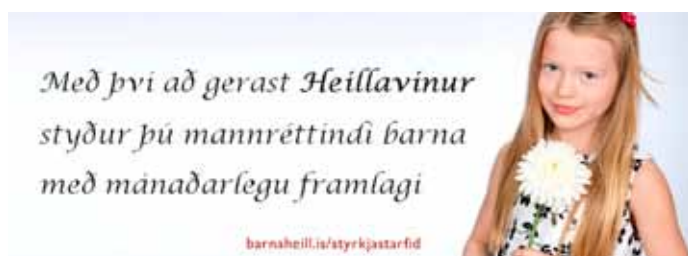 Með því að gerast Heillavinur
styður þú mannréttindi barna
með mánaðarlegu framlagi
barnaheill.is/styrkjastarfid